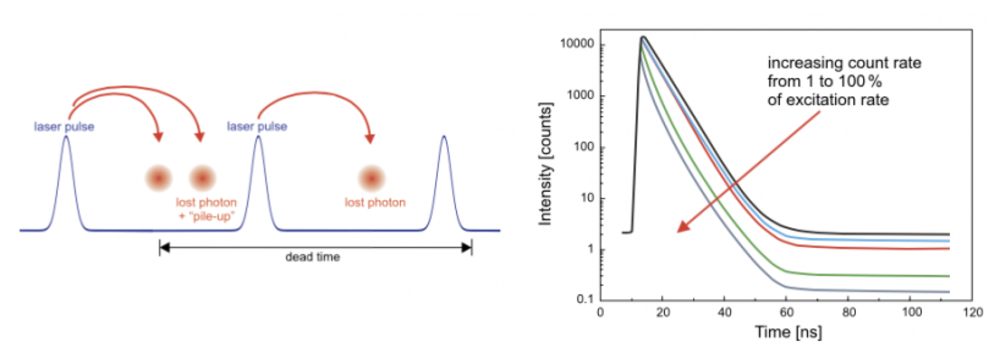 laser pulse
laser pulse
lost photon
+ "pile-up"
lost photon
dead time
Intensity [counts]
10000
1000
100
10
1
0.1
increasing count rate
from 1 to 100 %
of excitation rate
0
20
40
60
80
100
120
Time [ns]